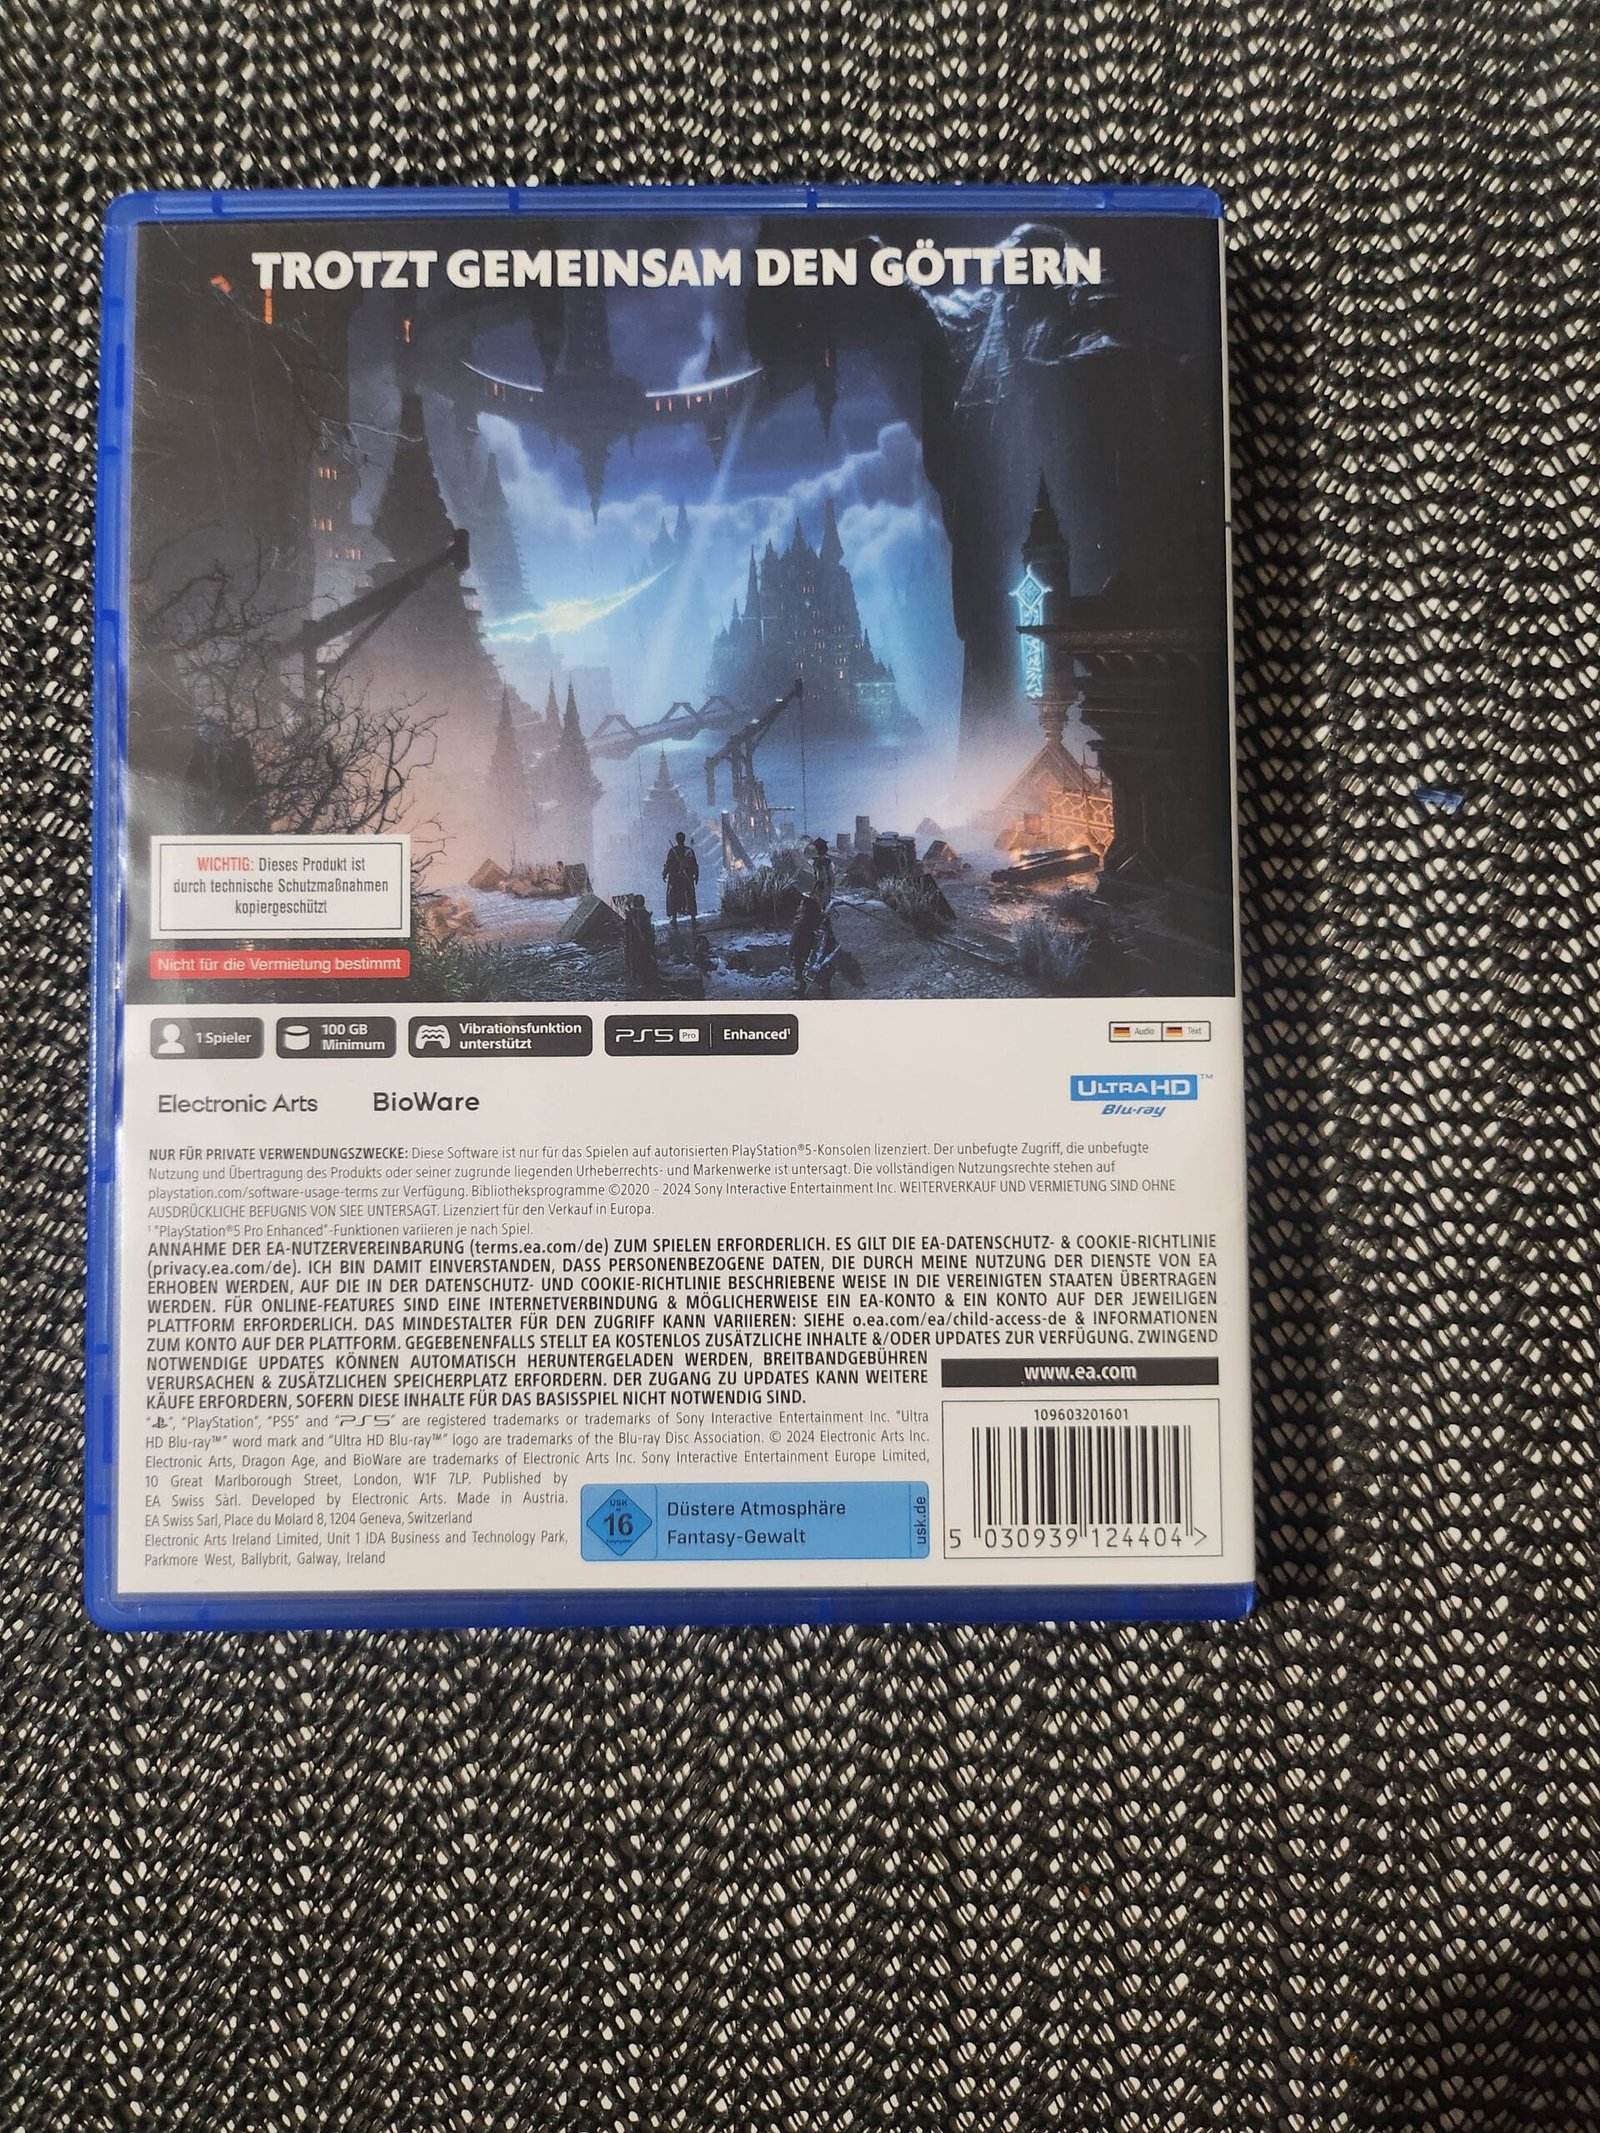 TROTZT GEMEINSAM DEN GÖTTERN
WICHTIG: Dieses Produkt ist
durch technische Schutzmaßnahmen
kopiergeschützt
Nicht für die Vermietung bestimmt
1 Spieler
100 GB
Minimum
Vibrationsfunktion
unterstützt
PS5 Pro Enhanced¹
Audio Text
Electronic Arts BioWare
ULTRA HD™
Blu-ray
NUR FÜR PRIVATE VERWENDUNGSZWECKE: Diese Software ist nur für das Spielen auf autorisierten PlayStation®5-Konsolen lizenziert. Der unbefugte Zugriff, die unbefugte
Nutzung und Übertragung des Produkts oder seiner zugrunde liegenden Urheberrechts- und Markenwerke ist untersagt. Die vollständigen Nutzungsrechte stehen auf
playstation.com/software-usage-terms zur Verfügung. Bibliotheksprogramme ©2020 - 2024 Sony Interactive Entertainment Inc. WEITERVERKAUF UND VERMIETUNG SIND OHNE
AUSDRÜCKLICHE BEFUGNIS VON SIEE UNTERSAGT. Lizenziert für den Verkauf in Europa.
¹ "PlayStation®5 Pro Enhanced"-Funktionen variieren je nach Spiel.
ANNAHME DER EA-NUTZERVEREINBARUNG (terms.ea.com/de) ZUM SPIELEN ERFORDERLICH. ES GILT DIE EA-DATENSCHUTZ- & COOKIE-RICHTLINIE
(privacy.ea.com/de). ICH BIN DAMIT EINVERSTANDEN, DASS PERSONENBEZOGENE DATEN, DIE DURCH MEINE NUTZUNG DER DIENSTE VON EA
ERHOBEN WERDEN, AUF DIE IN DER DATENSCHUTZ- UND COOKIE-RICHTLINIE BESCHRIEBENE WEISE IN DIE VEREINIGTEN STAATEN ÜBERTRAGEN
WERDEN. FÜR ONLINE-FEATURES SIND EINE INTERNETVERBINDUNG & MÖGLICHERWEISE EIN EA-KONTO & EIN KONTO AUF DER JEWEILIGEN
PLATTFORM ERFORDERLICH. DAS MINDESTALTER FÜR DEN ZUGRIFF KANN VARIIEREN: SIEHE o.ea.com/ea/child-access-de & INFORMATIONEN
ZUM KONTO AUF DER PLATTFORM. GEGEBENENFALLS STELLT EA KOSTENLOS ZUSÄTZLICHE INHALTE &/ODER UPDATES ZUR VERFÜGUNG. ZWINGEND
NOTWENDIGE UPDATES KÖNNEN AUTOMATISCH HERUNTERGELADEN WERDEN, BREITBANDGEBÜHREN
VERURSACHEN & ZUSÄTZLICHEN SPEICHERPLATZ ERFORDERN. DER ZUGANG ZU UPDATES KANN WEITERE
KÄUFE ERFORDERN, SOFERN DIESE INHALTE FÜR DAS BASISSPIEL NICHT NOTWENDIG SIND.
"", "PlayStation", "PS5" and "PS5" are registered trademarks or trademarks of Sony Interactive Entertainment Inc. "Ultra
HD Blu-ray™" word mark and "Ultra HD Blu-ray™" logo are trademarks of the Blu-ray Disc Association. © 2024 Electronic Arts Inc.
Electronic Arts, Dragon Age, and BioWare are trademarks of Electronic Arts Inc. Sony Interactive Entertainment Europe Limited,
10 Great Marlborough Street, London, W1F 7LP. Published by
EA Swiss Sàrl. Developed by Electronic Arts. Made in Austria.
EA Swiss Sarl, Place du Molard 8, 1204 Geneva, Switzerland
Electronic Arts Ireland Limited, Unit 1 IDA Business and Technology Park,
Parkmore West, Ballybrit, Galway, Ireland
USK
ab
16
Düstere Atmosphäre
Fantasy-Gewalt
usk.de
www.ea.com
109603201601
5 030939 124404 >